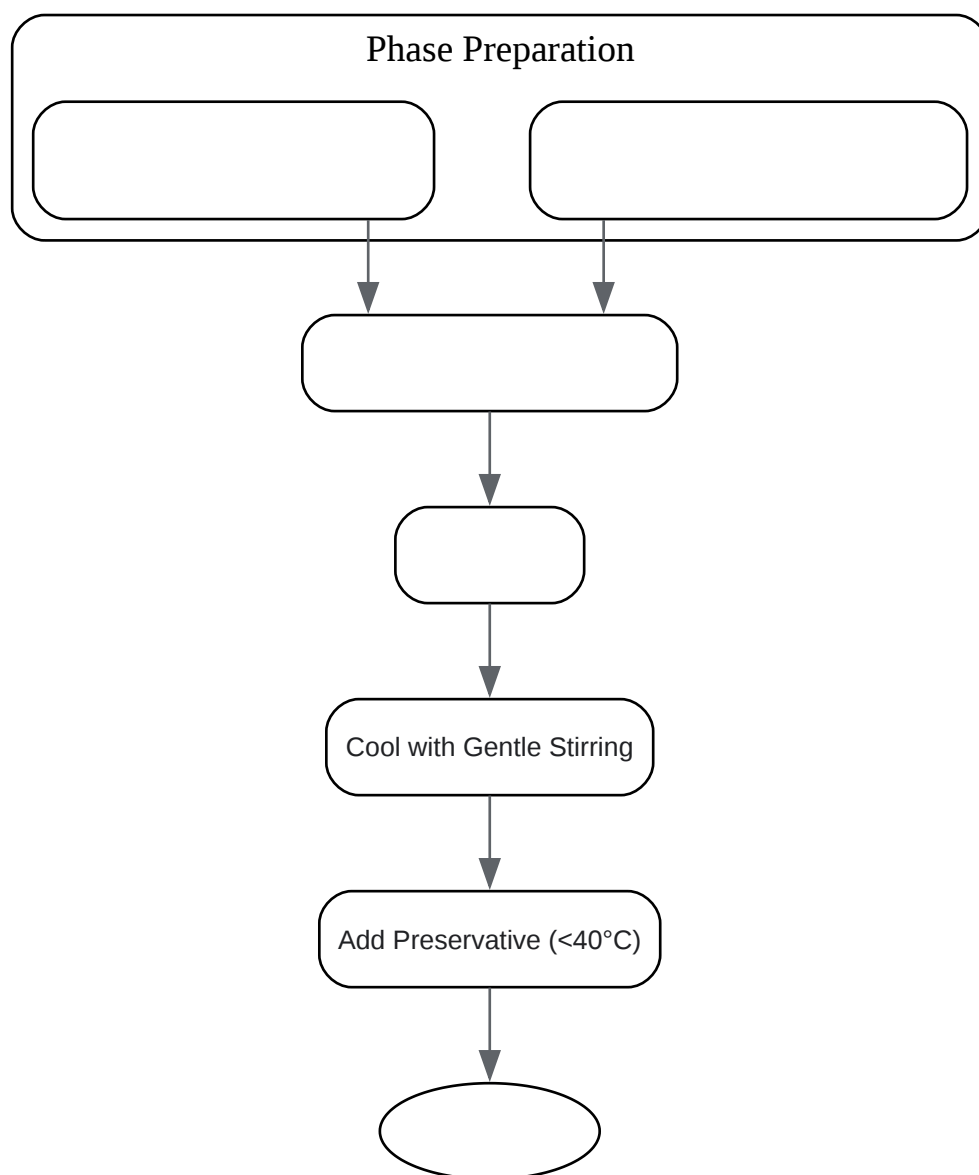 Phase Preparation
Cool with Gentle Stirring
Add Preservative (<40°C)